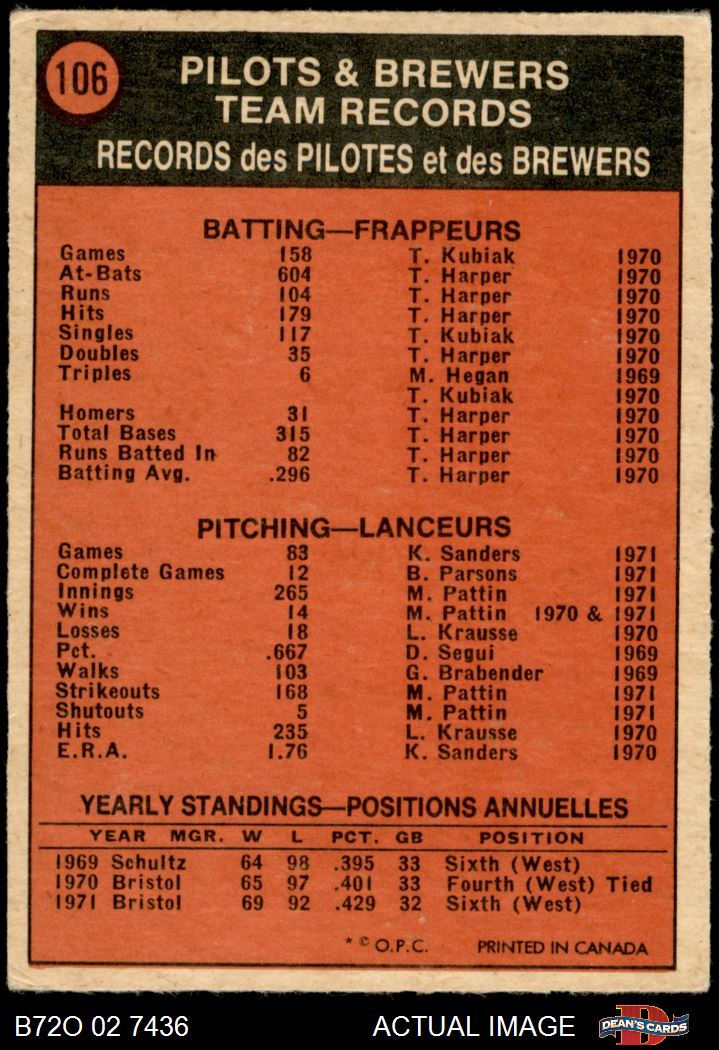 106
PILOTS & BREWERS
TEAM RECORDS
RECORDS des PILOTES et des BREWERS
BATTING—FRAPPEURS
Games 158 T. Kubiak 1970
At-Bats 604 T. Harper 1970
Runs 104 T. Harper 1970
Hits 179 T. Harper 1970
Singles 117 T. Kubiak 1970
Doubles 35 T. Harper 1970
Triples 6 M. Hegan 1969
T. Kubiak 1970
Homers 31 T. Harper 1970
Total Bases 315 T. Harper 1970
Runs Batted In 82 T. Harper 1970
Batting Avg. .296 T. Harper 1970
PITCHING—LANCEURS
Games 83 K. Sanders 1971
Complete Games 12 B. Parsons 1971
Innings 265 M. Pattin 1971
Wins 14 M. Pattin 1970 & 1971
Losses 18 L. Krausse 1970
Pct. .667 D. Segui 1969
Walks 103 G. Brabender 1969
Strikeouts 168 M. Pattin 1971
Shutouts 5 M. Pattin 1971
Hits 235 L. Krausse 1970
E.R.A. 1.76 K. Sanders 1970
YEARLY STANDINGS—POSITIONS ANNUELLES
YEAR MGR. W L PCT. GB POSITION
1969 Schultz 64 98 .395 33 Sixth (West)
1970 Bristol 65 97 .401 33 Fourth (West) Tied
1971 Bristol 69 92 .429 32 Sixth (West)
* © O.P.C. PRINTED IN CANADA
B72O 02 7436 ACTUAL IMAGE D DEAN'S CARDS